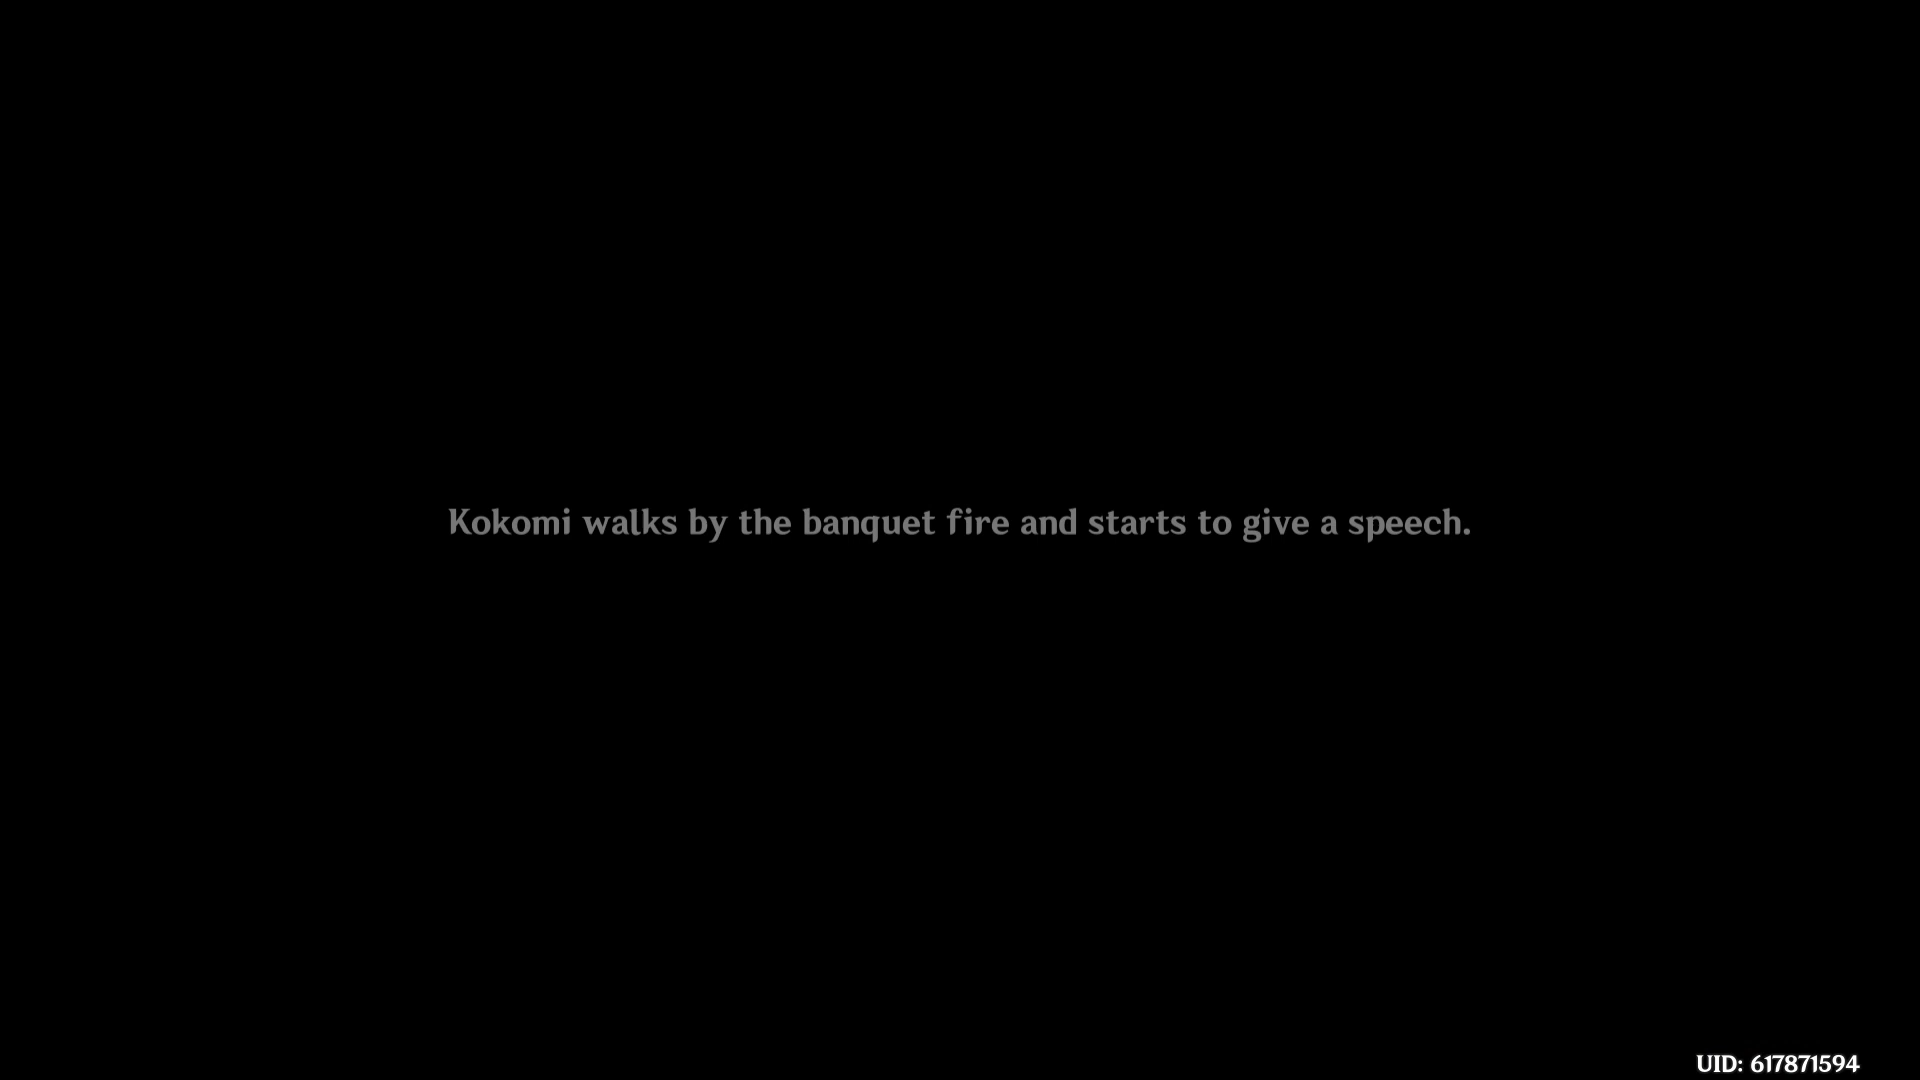 Kokomi walks by the banquet fire and starts to give a speech.
UID: 617871594